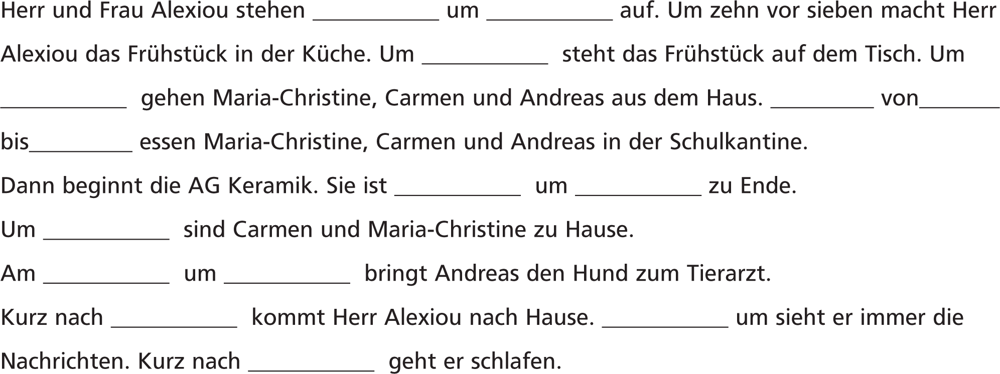 Herr und Frau Alexiou stehen ___________ um ___________ auf. Um zehn vor sieben macht Herr
Alexiou das Frühstück in der Küche. Um ___________ steht das Frühstück auf dem Tisch. Um
___________ gehen Maria-Christine, Carmen und Andreas aus dem Haus. _________ von_______
bis_________ essen Maria-Christine, Carmen und Andreas in der Schulkantine.
Dann beginnt die AG Keramik. Sie ist ___________ um ___________ zu Ende.
Um ___________ sind Carmen und Maria-Christine zu Hause.
Am ___________ um ___________ bringt Andreas den Hund zum Tierarzt.
Kurz nach ___________ kommt Herr Alexiou nach Hause. ___________ um sieht er immer die
Nachrichten. Kurz nach ___________ geht er schlafen.